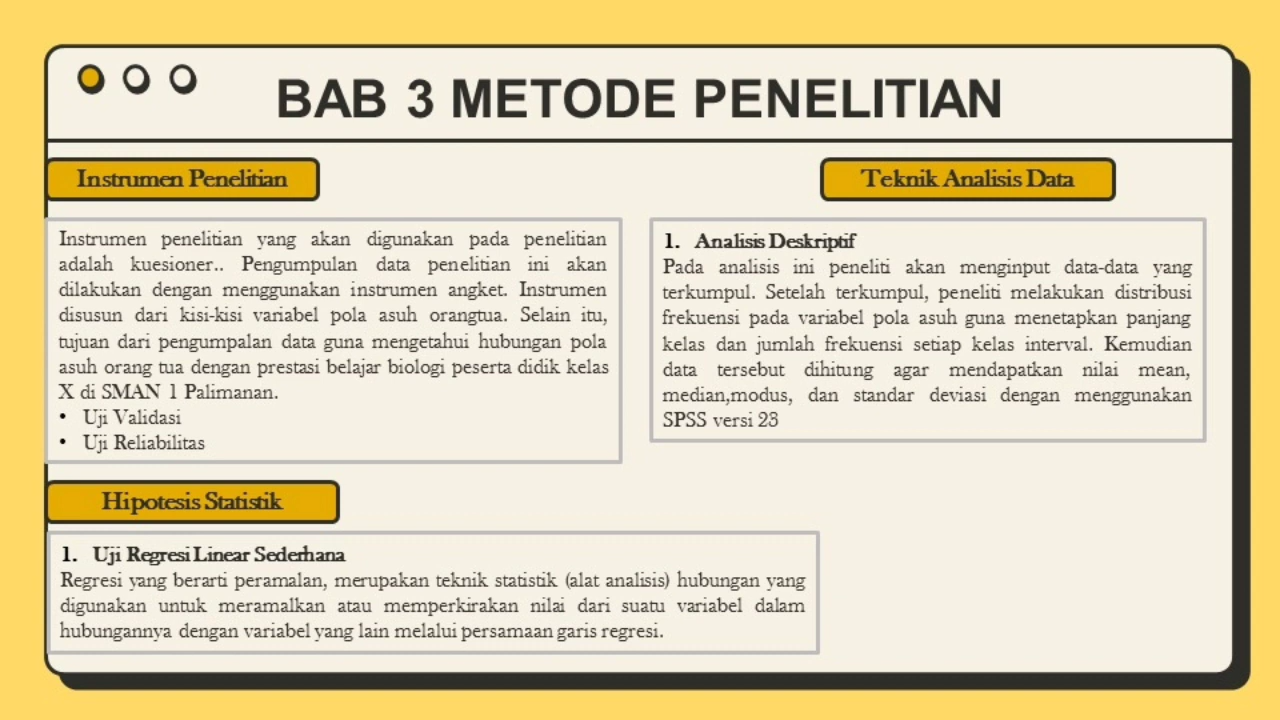 BAB 3 METODE PENELITIAN
Instrumen Penelitian
Instrumen penelitian yang akan digunakan pada penelitian
adalah kuesioner.. Pengumpulan data penelitian ini akan
dilakukan dengan menggunakan instrumen angket. Instrumen
disusun dari kisi-kisi variabel pola asuh orangtua. Selain itu,
tujuan dari pengumpalan data guna mengetahui hubungan pola
asuh orang tua dengan prestasi belajar biologi peserta didik kelas
X di SMAN 1 Palimanan.
• Uji Validasi
• Uji Reliabilitas
Teknik Analisis Data
1. Analisis Deskriptif
Pada analisis ini peneliti akan menginput data-data yang
terkumpul. Setelah terkumpul, peneliti melakukan distribusi
frekuensi pada variabel pola asuh guna menetapkan panjang
kelas dan jumlah frekuensi setiap kelas interval. Kemudian
data tersebut dihitung agar mendapatkan nilai mean,
median,modus, dan standar deviasi dengan menggunakan
SPSS versi 23
Hipotesis Statistik
1. Uji Regresi Linear Sederhana
Regresi yang berarti peramalan, merupakan teknik statistik (alat analisis) hubungan yang
digunakan untuk meramalkan atau memperkirakan nilai dari suatu variabel dalam
hubungannya dengan variabel yang lain melalui persamaan garis regresi.